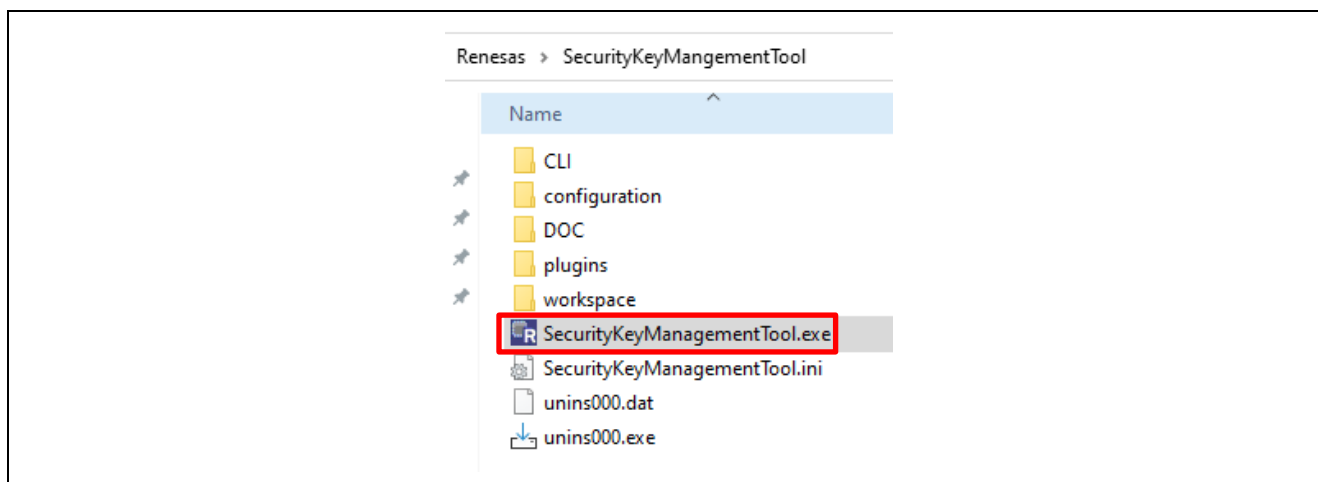 Renesas > SecurityKeyMangementTool
Name
CLI
configuration
DOC
plugins
workspace
SecurityKeyManagementTool.exe
SecurityKeyManagementTool.ini
unins000.dat
unins000.exe